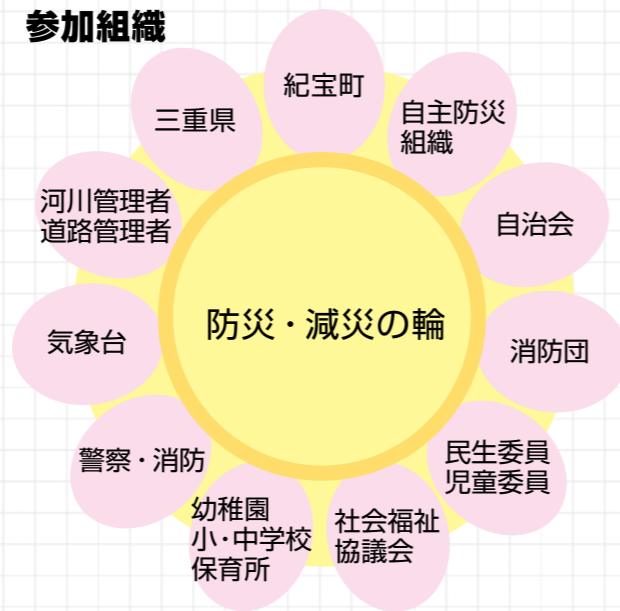 参加組織
紀宝町
自主防災
組織
自治会
消防団
民生委員
児童委員
社会福祉
協議会
幼稚園
小・中学校
保育所
警察・消防
気象台
河川管理者
道路管理者
三重県
防災・減災の輪